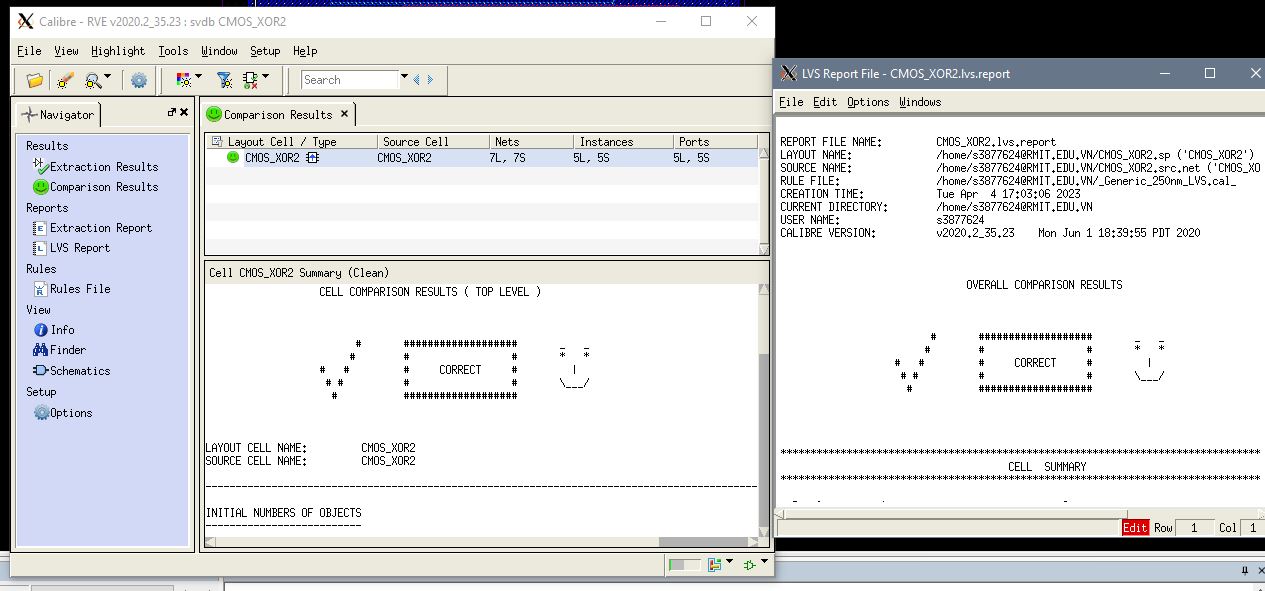 Calibre - RVE v2020.2_35.23 : svdb CMOS_XOR2
File View Highlight Tools Window Setup Help
Search
Navigator
Results
Extraction Results
Comparison Results
Reports
Extraction Report
LVS Report
Rules
Rules File
View
Info
Finder
Schematics
Setup
Options
Comparison Results
Layout Cell / Type Source Cell Nets Instances Ports
CMOS_XOR2 CMOS_XOR2 7L, 7S 5L, 5S 5L, 5S
Cell CMOS_XOR2 Summary (Clean)
CELL COMPARISON RESULTS ( TOP LEVEL )
# ################### _ _
# # # * *
# # # CORRECT # |
# # # # \___/
# ###################
LAYOUT CELL NAME: CMOS_XOR2
SOURCE CELL NAME: CMOS_XOR2
INITIAL NUMBERS OF OBJECTS
LVS Report File - CMOS_XOR2.lvs.report
File Edit Options Windows
REPORT FILE NAME: CMOS_XOR2.lvs.report
LAYOUT NAME: /home/s3877624@RMIT.EDU.VN/CMOS_XOR2.sp ('CMOS_XOR2')
SOURCE NAME: /home/s3877624@RMIT.EDU.VN/CMOS_XOR2.src.net ('CMOS_XO
RULE FILE: /home/s3877624@RMIT.EDU.VN/_Generic_250nm_LVS.cal_
CREATION TIME: Tue Apr 4 17:03:06 2023
CURRENT DIRECTORY: /home/s3877624@RMIT.EDU.VN
USER NAME: s3877624
CALIBRE VERSION: v2020.2_35.23 Mon Jun 1 18:39:55 PDT 2020
OVERALL COMPARISON RESULTS
# ################### _ _
# # # * *
# # # CORRECT # |
# # # # \___/
# ###################
********************************************************************************
CELL SUMMARY
********************************************************************************
Edit Row 1 Col 1